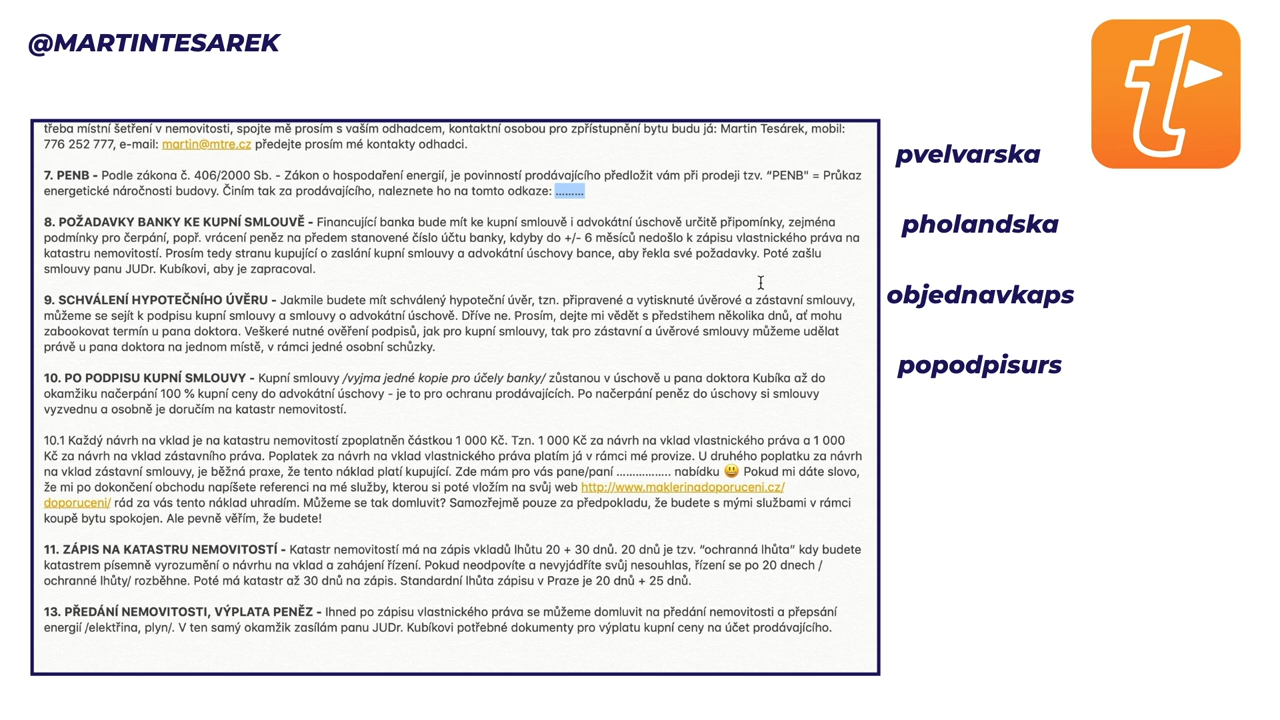 @MARTINTESAREK
třeba místní šetření v nemovitosti, spojte mě prosím s vaším odhadcem, kontaktní osobou pro zpřístupnění bytu budu já: Martin Tesárek, mobil:
776 252 777, e-mail: martin@mtre.cz předejte prosím mé kontakty odhadci.
7. PENB - Podle zákona č. 406/2000 Sb. - Zákon o hospodaření energií, je povinností prodávajícího předložit vám při prodeji tzv. “PENB" = Průkaz
energetické náročnosti budovy. Činím tak za prodávajícího, naleznete ho na tomto odkaze: .........
8. POŽADAVKY BANKY KE KUPNÍ SMLOUVĚ - Financující banka bude mít ke kupní smlouvě i advokátní úschově určitě připomínky, zejména
podmínky pro čerpání, popř. vrácení peněz na předem stanovené číslo účtu banky, kdyby do +/- 6 měsíců nedošlo k zápisu vlastnického práva na
katastru nemovitostí. Prosím tedy stranu kupující o zaslání kupní smlouvy a advokátní úschovy bance, aby řekla své požadavky. Poté zašlu
smlouvy panu JUDr. Kubíkovi, aby je zapracoval.
9. SCHVÁLENÍ HYPOTEČNÍHO ÚVĚRU - Jakmile budete mít schválený hypoteční úvěr, tzn. připravené a vytisknuté úvěrové a zástavní smlouvy,
můžeme se sejít k podpisu kupní smlouvy a smlouvy o advokátní úschově. Dříve ne. Prosím, dejte mi vědět s předstihem několika dnů, ať mohu
zabookovat termín u pana doktora. Veškeré nutné ověření podpisů, jak pro kupní smlouvy, tak pro zástavní a úvěrové smlouvy můžeme udělat
právě u pana doktora na jednom místě, v rámci jedné osobní schůzky.
10. PO PODPISU KUPNÍ SMLOUVY - Kupní smlouvy /vyjma jedné kopie pro účely banky/ zůstanou v úschově u pana doktora Kubíka až do
okamžiku načerpání 100 % kupní ceny do advokátní úschovy - je to pro ochranu prodávajících. Po načerpání peněz do úschovy si smlouvy
vyzvednu a osobně je doručím na katastr nemovitostí.
10.1 Každý návrh na vklad je na katastru nemovitostí zpoplatněn částkou 1 000 Kč. Tzn. 1 000 Kč za návrh na vklad vlastnického práva a 1 000
Kč za návrh na vklad zástavního práva. Poplatek za návrh na vklad vlastnického práva platím já v rámci mé provize. U druhého poplatku za návrh
na vklad zástavní smlouvy, je běžná praxe, že tento náklad platí kupující. Zde mám pro vás pane/paní ................ nabídku 😃 Pokud mi dáte slovo,
že mi po dokončení obchodu napíšete referenci na mé služby, kterou si poté vložím na svůj web http://www.maklerinadoporuceni.cz/
doporuceni/ rád za vás tento náklad uhradím. Můžeme se tak domluvit? Samozřejmě pouze za předpokladu, že budete s mými službami v rámci
koupě bytu spokojen. Ale pevně věřím, že budete!
11. ZÁPIS NA KATASTRU NEMOVITOSTÍ - Katastr nemovitostí má na zápis vkladů lhůtu 20 + 30 dnů. 20 dnů je tzv. “ochranná lhůta” kdy budete
katastrem písemně vyrozumění o návrhu na vklad a zahájení řízení. Pokud neodpovíte a nevyjádříte svůj nesouhlas, řízení se po 20 dnech /
ochranné lhůty/ rozběhne. Poté má katastr až 30 dnů na zápis. Standardní lhůta zápisu v Praze je 20 dnů + 25 dnů.
13. PŘEDÁNÍ NEMOVITOSTI, VÝPLATA PENĚZ - Ihned po zápisu vlastnického práva se můžeme domluvit na předání nemovitosti a přepsání
energií /elektřina, plyn/. V ten samý okamžik zasílám panu JUDr. Kubíkovi potřebné dokumenty pro výplatu kupní ceny na účet prodávajícího.
t
pvelvarska
pholandska
objednavkaps
popodpisurs